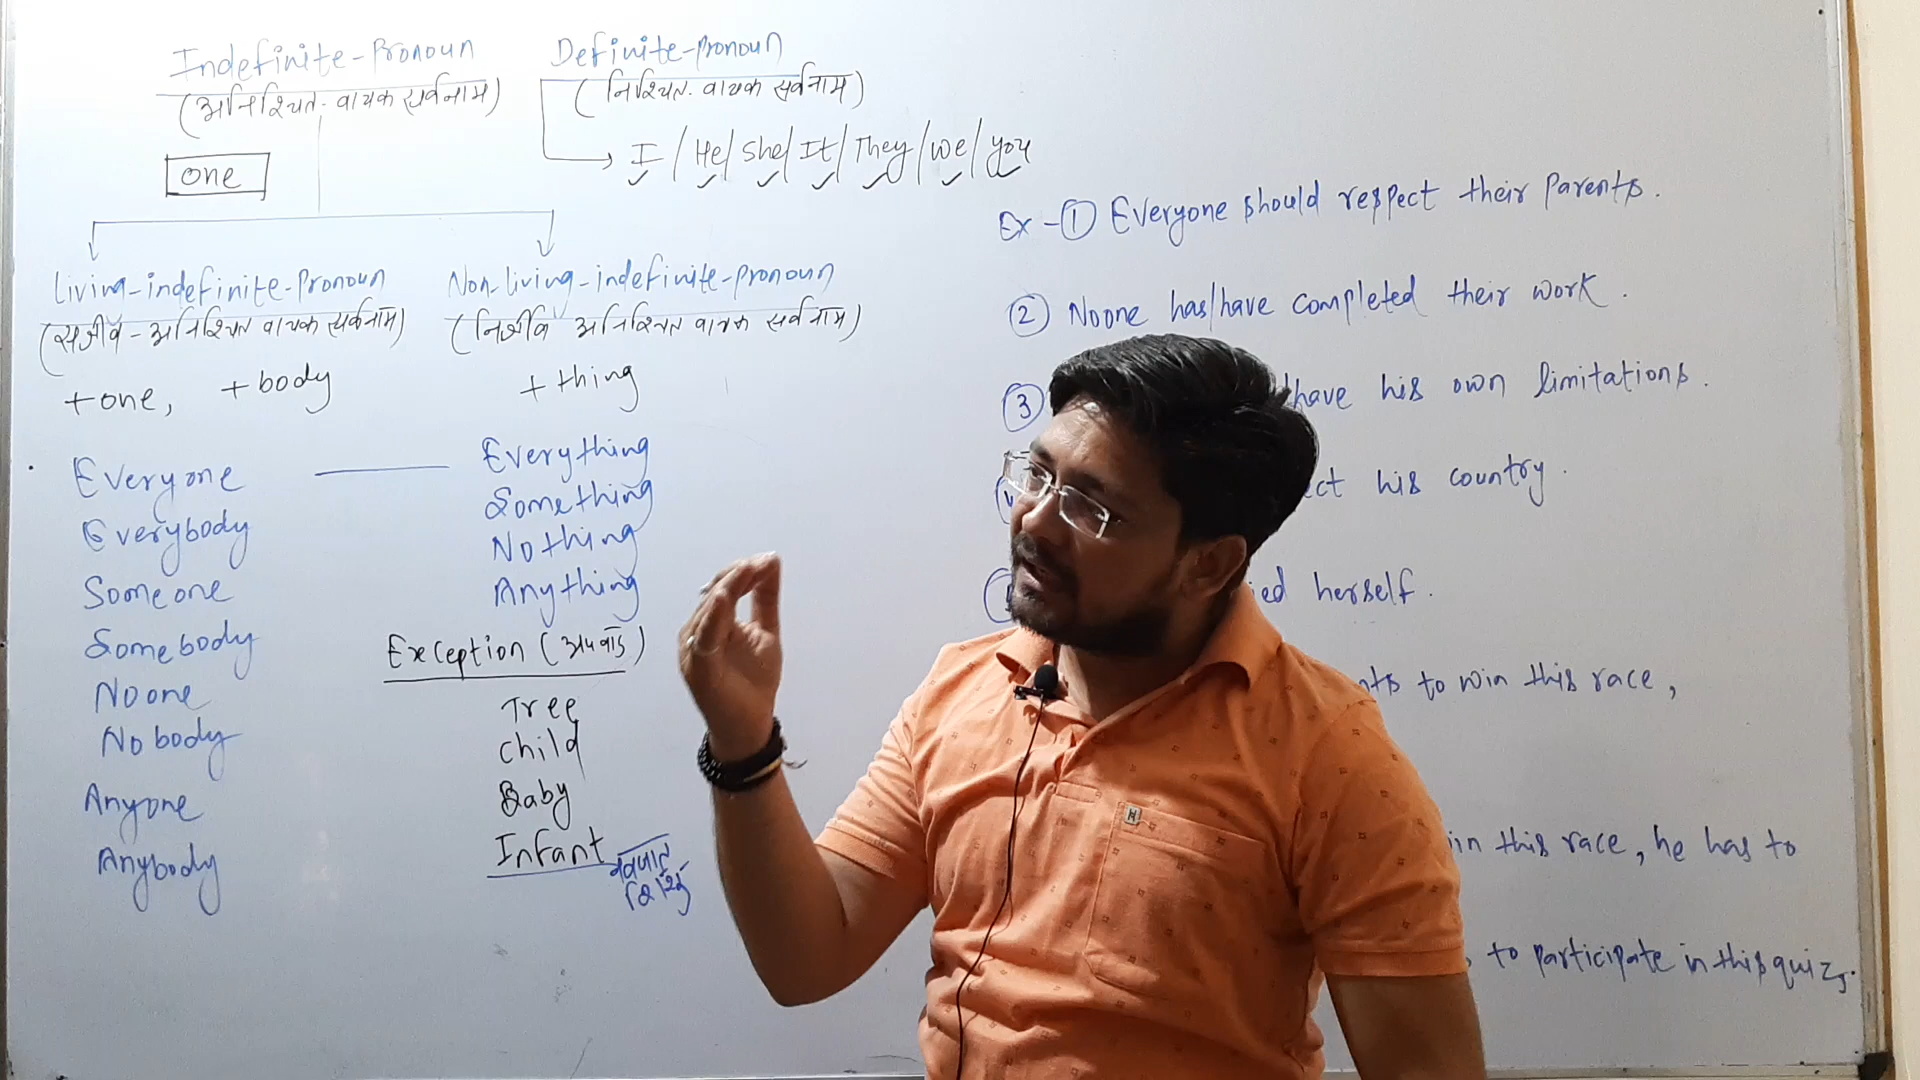 Indefinite-Pronoun
(अनिश्चित-वाचक सर्वनाम)
one
Definite-Pronoun
(निश्चित-वाचक सर्वनाम)
I / He / She / It / They / we / you
Living-indefinite-Pronoun
(सजीव - अनिश्चित वाचक सर्वनाम)
+one, +body
Everyone
Everybody
Someone
Somebody
No one
No body
Anyone
Anybody
Non-living-indefinite-pronoun
(निर्जीव अनिश्चित वाचक सर्वनाम)
+ thing
Everything
Something
Nothing
Anything
Exception (अपवाद)
Tree
Child
Baby
Infant
नवजात
शिशु
Ex - ① Everyone should respect their Parents.
② Noone has/have completed their work.
③ /have his own limitations.
ect his country.
ied herself.
nts to win this race,
in this race, he has to
to participate in this quiz.
H